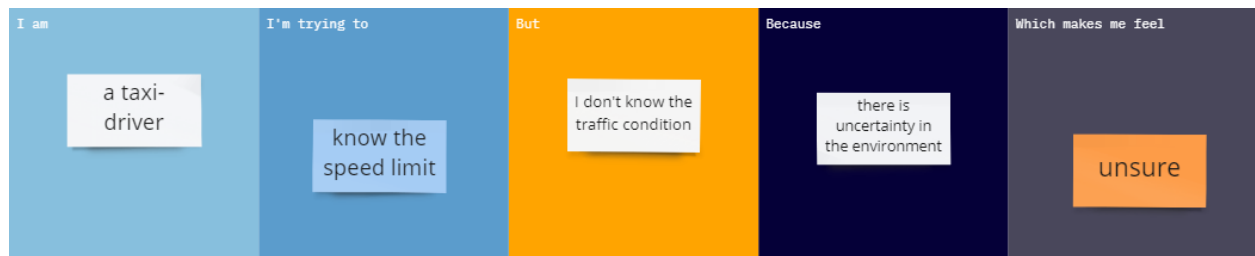 I am
a taxi-
driver
I'm trying to
know the
speed limit
But
I don't know the
traffic condition
Because
there is
uncertainty in
the environment
Which makes me feel
unsure